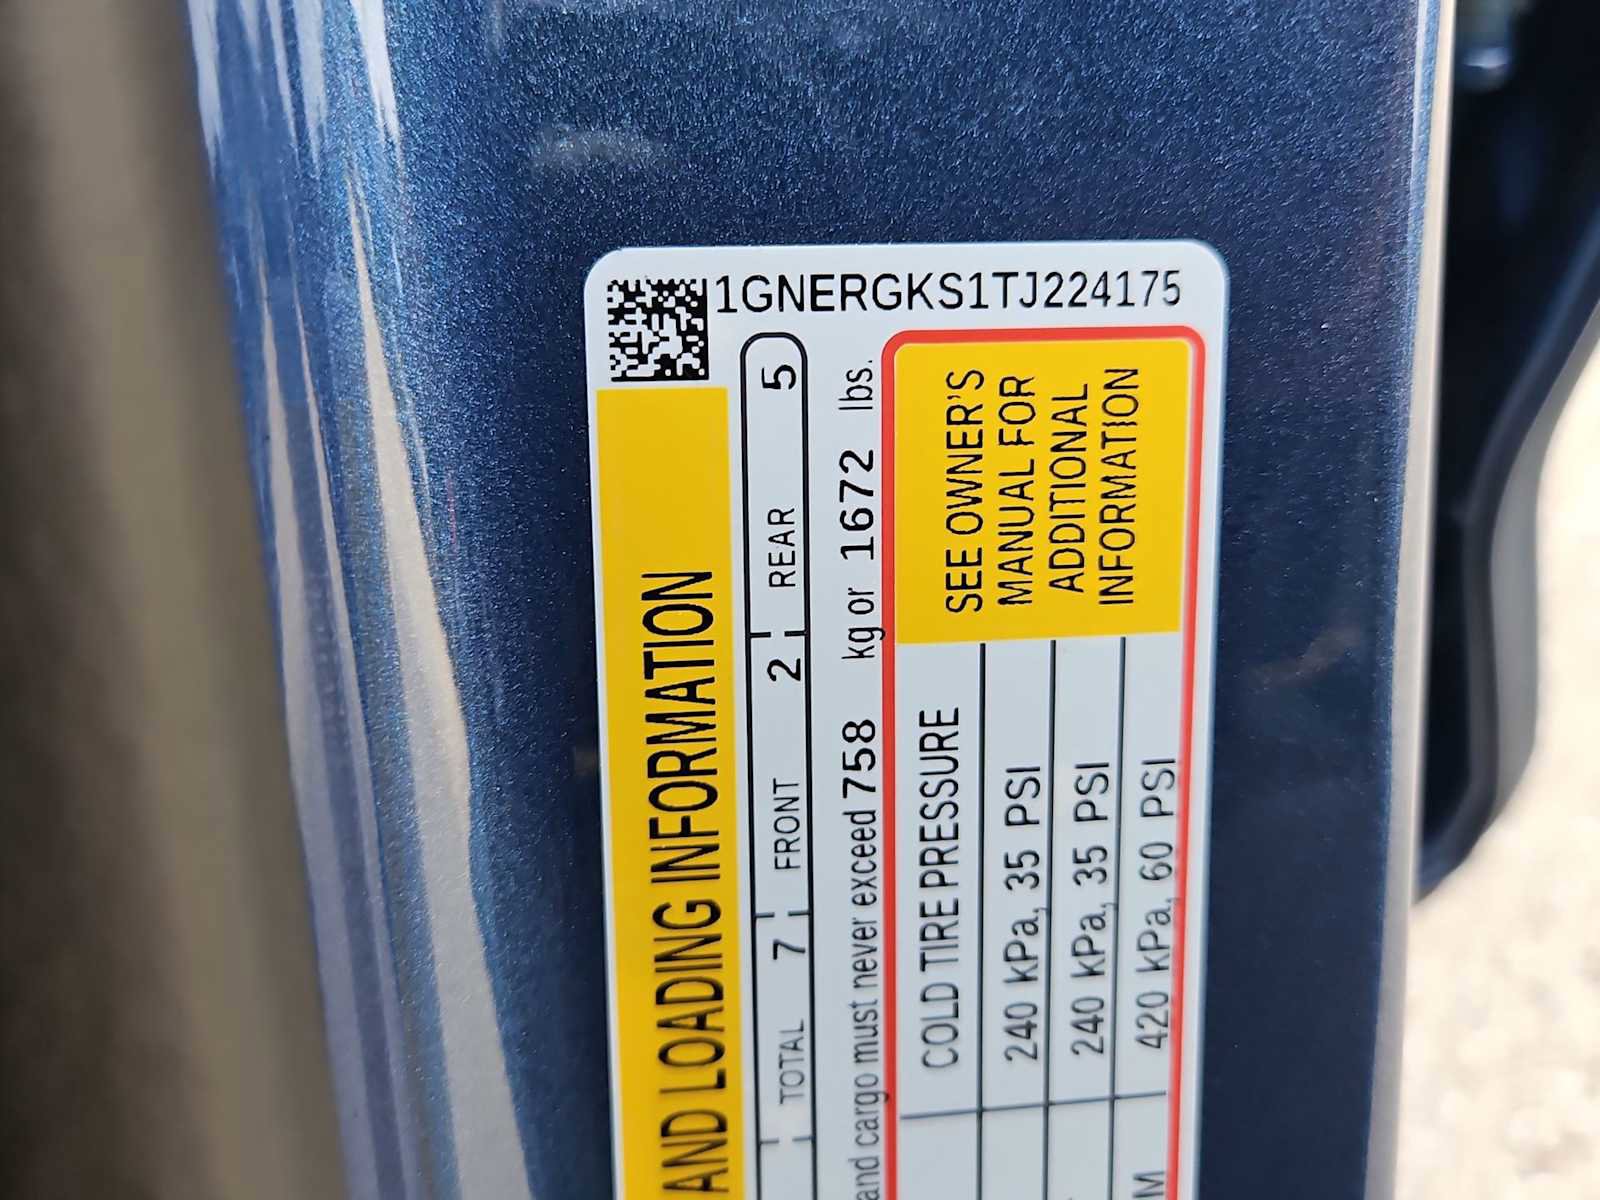 1GNERGKS1TJ224175
AND LOADING INFORMATION
TOTAL 7 FRONT 2 REAR 5
and cargo must never exceed 758 kg or 1672 lbs.
COLD TIRE PRESSURE
240 kPa, 35 PSI
240 kPa, 35 PSI
420 kPa, 60 PSI
SEE OWNER'S
MANUAL FOR
ADDITIONAL
INFORMATION